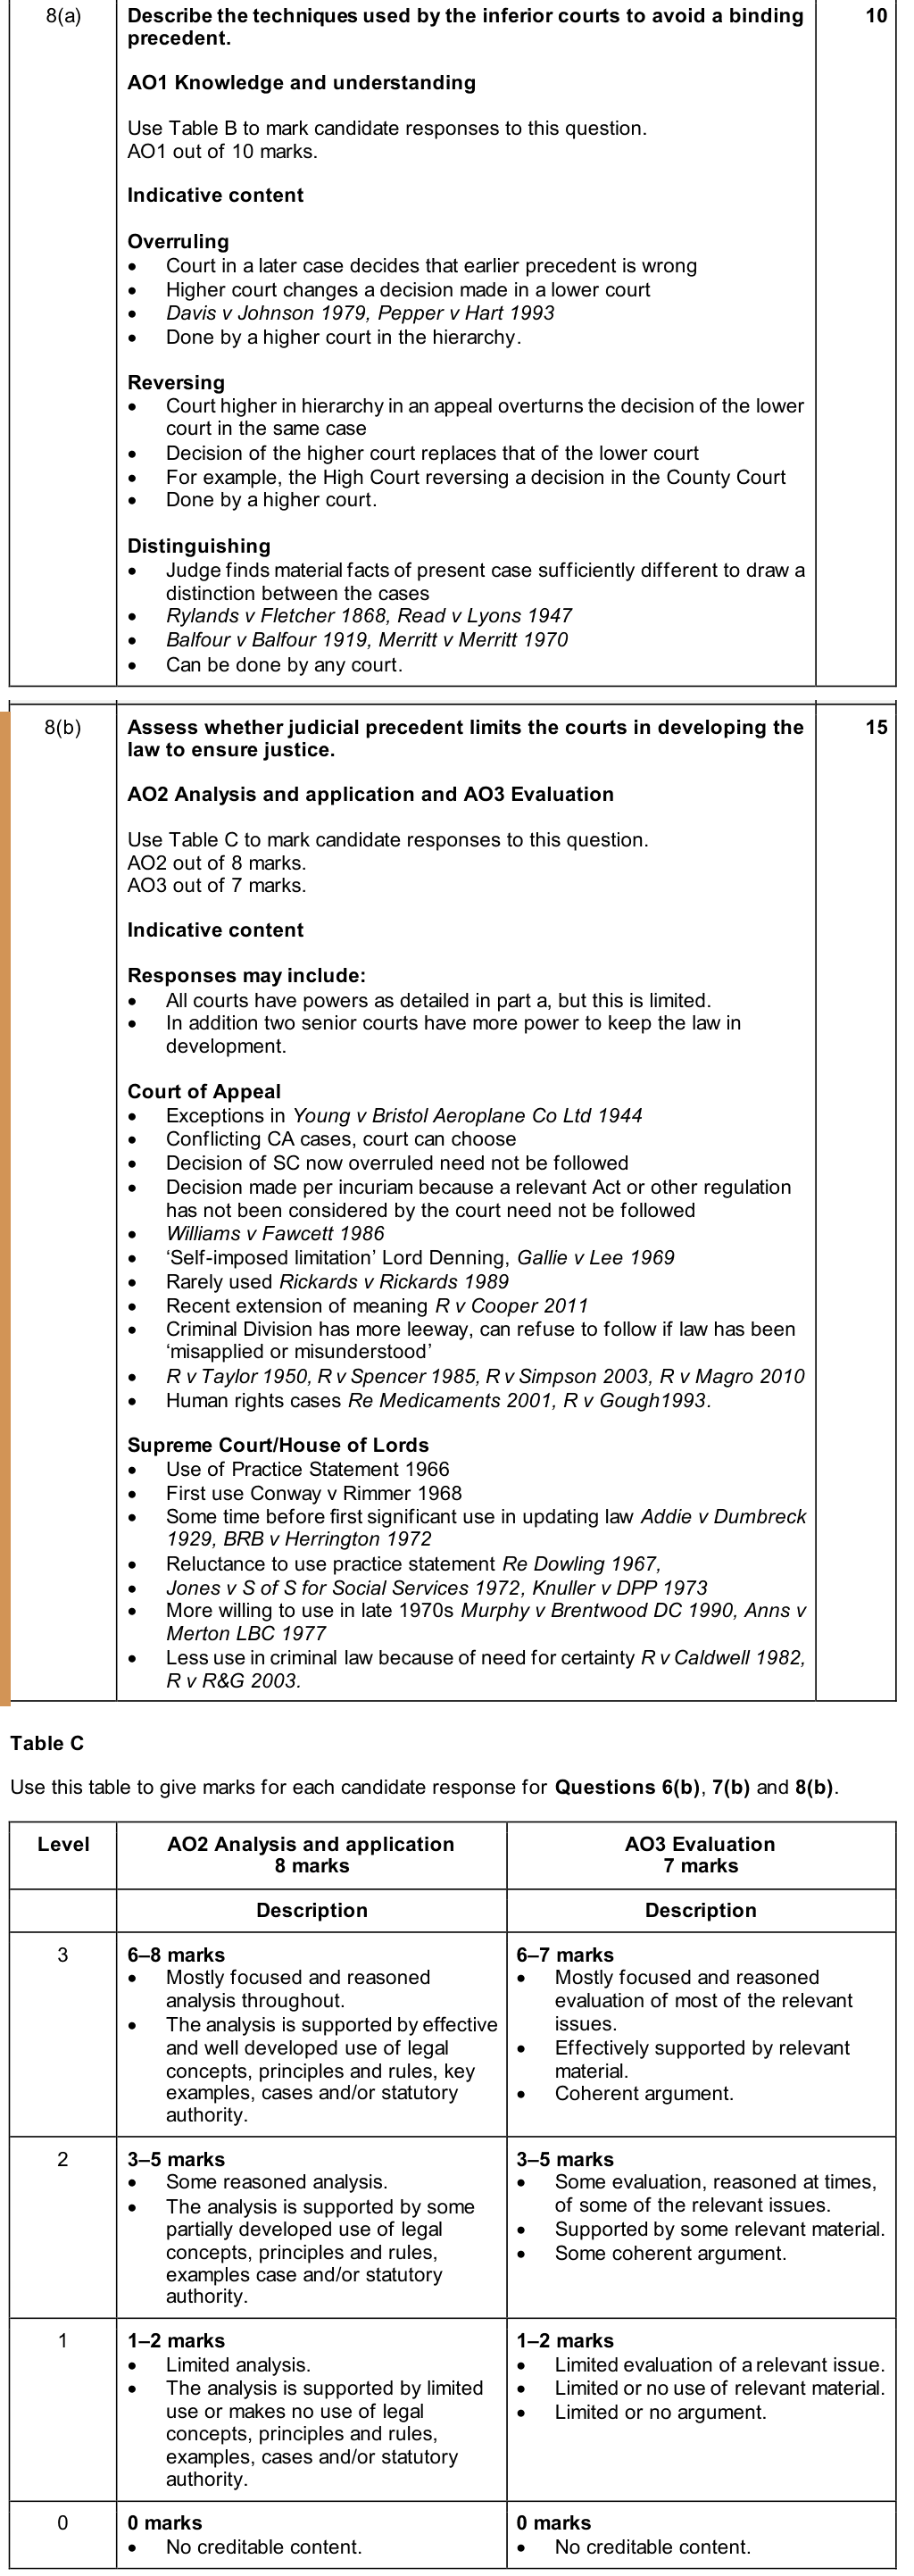 8(a) Describe the techniques used by the inferior courts to avoid a binding 10
precedent.
AO1 Knowledge and understanding
Use Table B to mark candidate responses to this question.
AO1 out of 10 marks.
Indicative content
Overruling
• Court in a later case decides that earlier precedent is wrong
• Higher court changes a decision made in a lower court
• Davis v Johnson 1979, Pepper v Hart 1993
• Done by a higher court in the hierarchy.
Reversing
• Court higher in hierarchy in an appeal overturns the decision of the lower
court in the same case
• Decision of the higher court replaces that of the lower court
• For example, the High Court reversing a decision in the County Court
• Done by a higher court.
Distinguishing
• Judge finds material facts of present case sufficiently different to draw a
distinction between the cases
• Rylands v Fletcher 1868, Read v Lyons 1947
• Balfour v Balfour 1919, Merritt v Merritt 1970
• Can be done by any court.
8(b) Assess whether judicial precedent limits the courts in developing the 15
law to ensure justice.
AO2 Analysis and application and AO3 Evaluation
Use Table C to mark candidate responses to this question.
AO2 out of 8 marks.
AO3 out of 7 marks.
Indicative content
Responses may include:
• All courts have powers as detailed in part a, but this is limited.
• In addition two senior courts have more power to keep the law in
development.
Court of Appeal
• Exceptions in Young v Bristol Aeroplane Co Ltd 1944
• Conflicting CA cases, court can choose
• Decision of SC now overruled need not be followed
• Decision made per incuriam because a relevant Act or other regulation
has not been considered by the court need not be followed
• Williams v Fawcett 1986
• ‘Self-imposed limitation’ Lord Denning, Gallie v Lee 1969
• Rarely used Rickards v Rickards 1989
• Recent extension of meaning R v Cooper 2011
• Criminal Division has more leeway, can refuse to follow if law has been
‘misapplied or misunderstood’
• R v Taylor 1950, R v Spencer 1985, R v Simpson 2003, R v Magro 2010
• Human rights cases Re Medicaments 2001, R v Gough1993.
Supreme Court/House of Lords
• Use of Practice Statement 1966
• First use Conway v Rimmer 1968
• Some time before first significant use in updating law Addie v Dumbreck
1929, BRB v Herrington 1972
• Reluctance to use practice statement Re Dowling 1967,
• Jones v S of S for Social Services 1972, Knuller v DPP 1973
• More willing to use in late 1970s Murphy v Brentwood DC 1990, Anns v
Merton LBC 1977
• Less use in criminal law because of need for certainty R v Caldwell 1982,
R v R&G 2003.
Table C
Use this table to give marks for each candidate response for Questions 6(b), 7(b) and 8(b).
Level
AO2 Analysis and application
8 marks
AO3 Evaluation
7 marks
Description
Description
3
6–8 marks
• Mostly focused and reasoned
analysis throughout.
• The analysis is supported by effective
and well developed use of legal
concepts, principles and rules, key
examples, cases and/or statutory
authority.
6–7 marks
• Mostly focused and reasoned
evaluation of most of the relevant
issues.
• Effectively supported by relevant
material.
• Coherent argument.
2
3–5 marks
• Some reasoned analysis.
• The analysis is supported by some
partially developed use of legal
concepts, principles and rules,
examples case and/or statutory
authority.
3–5 marks
• Some evaluation, reasoned at times,
of some of the relevant issues.
• Supported by some relevant material.
• Some coherent argument.
1
1–2 marks
• Limited analysis.
• The analysis is supported by limited
use or makes no use of legal
concepts, principles and rules,
examples, cases and/or statutory
authority.
1–2 marks
• Limited evaluation of a relevant issue.
• Limited or no use of relevant material.
• Limited or no argument.
0
0 marks
• No creditable content.
0 marks
• No creditable content.